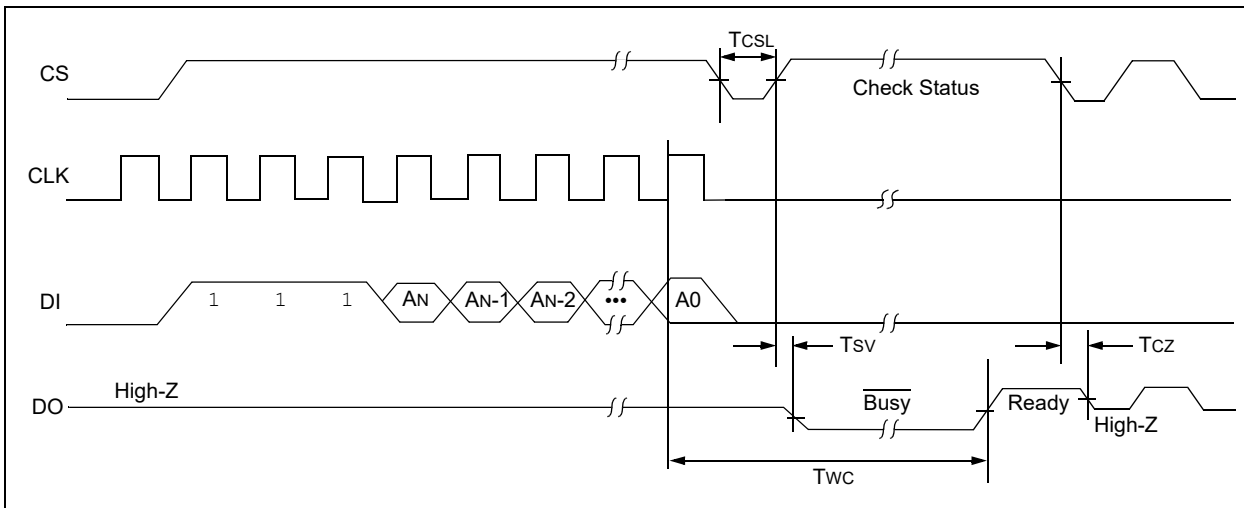 TCSL
CS
Check Status
CLK
DI
1 1 1 AN AN-1 AN-2 ••• A0
TSV
TCZ
High-Z
DO
Busy
Ready
High-Z
TWC